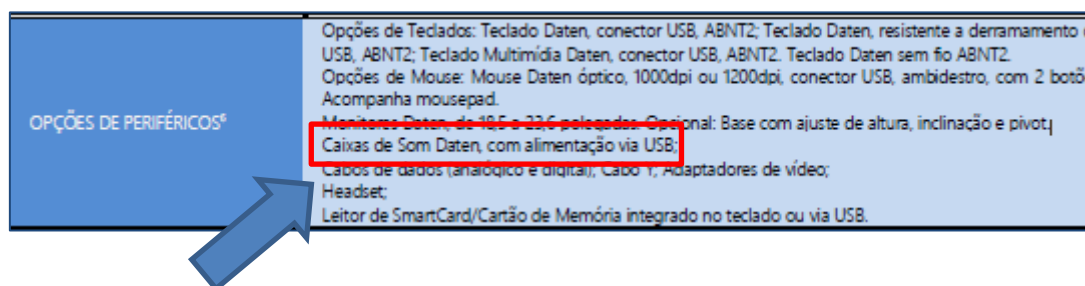 Opções de Teclados: Teclado Daten, conector USB, ABNT2; Teclado Daten, resistente a derramamento
USB, ABNT2; Teclado Multimídia Daten, conector USB, ABNT2. Teclado Daten sem fio ABNT2.
Opções de Mouse: Mouse Daten óptico, 1000dpi ou 1200dpi, conector USB, ambidestro, com 2 botõ
Acompanha mousepad.
OPÇÕES DE PERIFÉRICOS⁶
Monitores Daten, de 18,5 a 23,6 polegadas. Opcional: Base com ajuste de altura, inclinação e pivot.
Caixas de Som Daten, com alimentação via USB;
Cabos de dados (analógico e digital), Cabo Y, Adaptadores de vídeo;
Headset;
Leitor de SmartCard/Cartão de Memória integrado no teclado ou via USB.